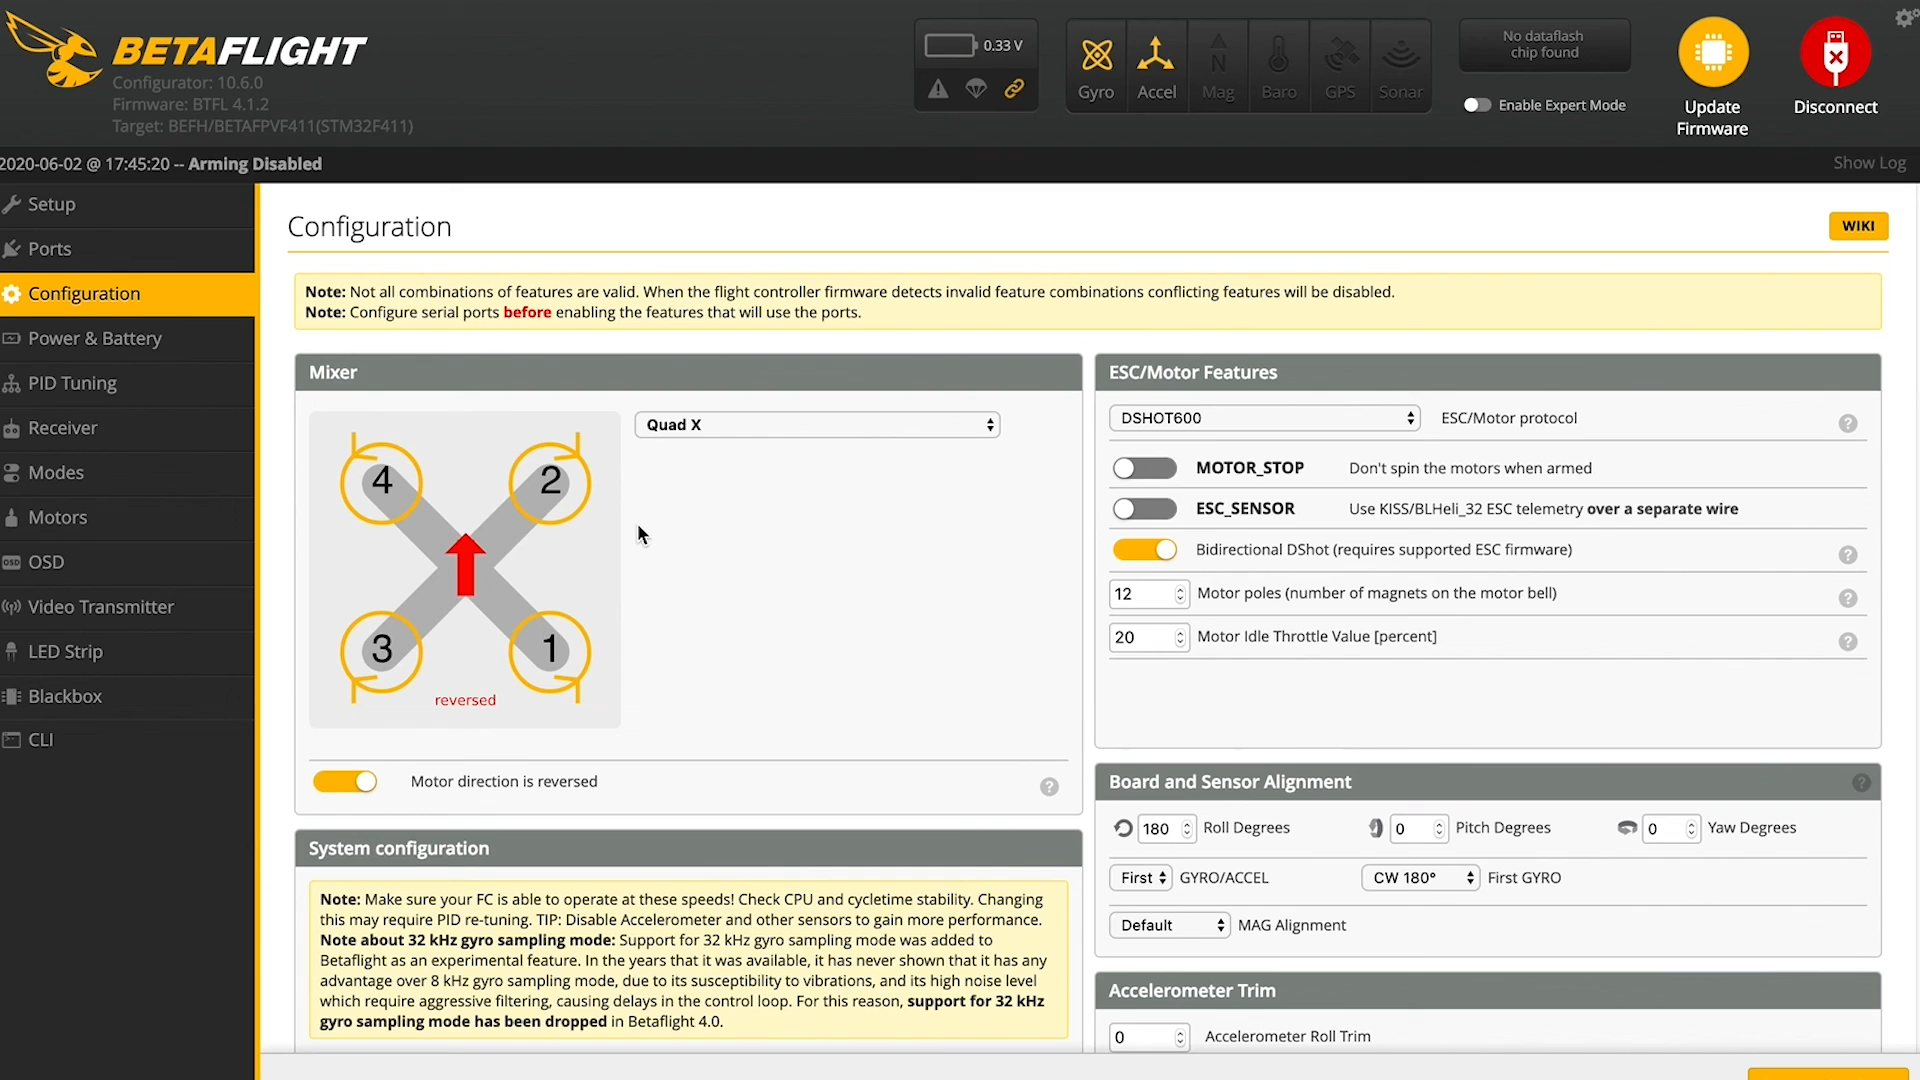 BETAFLIGHT
Configurator: 10.6.0
Firmware: BTFL 4.1.2
Target: BEFH/BETAFPVF411(STM32F411)
0.33 V
Gyro
Accel
Mag
Baro
GPS
Sonar
No dataflash
chip found
Enable Expert Mode
Update
Firmware
Disconnect
2020-06-02 @ 17:45:20 -- Arming Disabled
Show Log
Setup
Ports
Configuration
Power & Battery
PID Tuning
Receiver
Modes
Motors
OSD
Video Transmitter
LED Strip
Blackbox
CLI
Configuration
WIKI
Note: Not all combinations of features are valid. When the flight controller firmware detects invalid feature combinations conflicting features will be disabled.
Note: Configure serial ports before enabling the features that will use the ports.
Mixer
Quad X
4
2
3
1
reversed
Motor direction is reversed
?
System configuration
Note: Make sure your FC is able to operate at these speeds! Check CPU and cycletime stability. Changing
this may require PID re-tuning. TIP: Disable Accelerometer and other sensors to gain more performance.
Note about 32 kHz gyro sampling mode: Support for 32 kHz gyro sampling mode was added to
Betaflight as an experimental feature. In the years that it was available, it has never shown that it has any
advantage over 8 kHz gyro sampling mode, due to its susceptibility to vibrations, and its high noise level
which require aggressive filtering, causing delays in the control loop. For this reason, support for 32 kHz
gyro sampling mode has been dropped in Betaflight 4.0.
ESC/Motor Features
DSHOT600 ESC/Motor protocol ?
MOTOR_STOP Don't spin the motors when armed
ESC_SENSOR Use KISS/BLHeli_32 ESC telemetry over a separate wire
Bidirectional DShot (requires supported ESC firmware) ?
12 Motor poles (number of magnets on the motor bell) ?
20 Motor Idle Throttle Value [percent] ?
Board and Sensor Alignment ?
180 Roll Degrees 0 Pitch Degrees 0 Yaw Degrees
First GYRO/ACCEL CW 180° First GYRO
Default MAG Alignment
Accelerometer Trim
0 Accelerometer Roll Trim